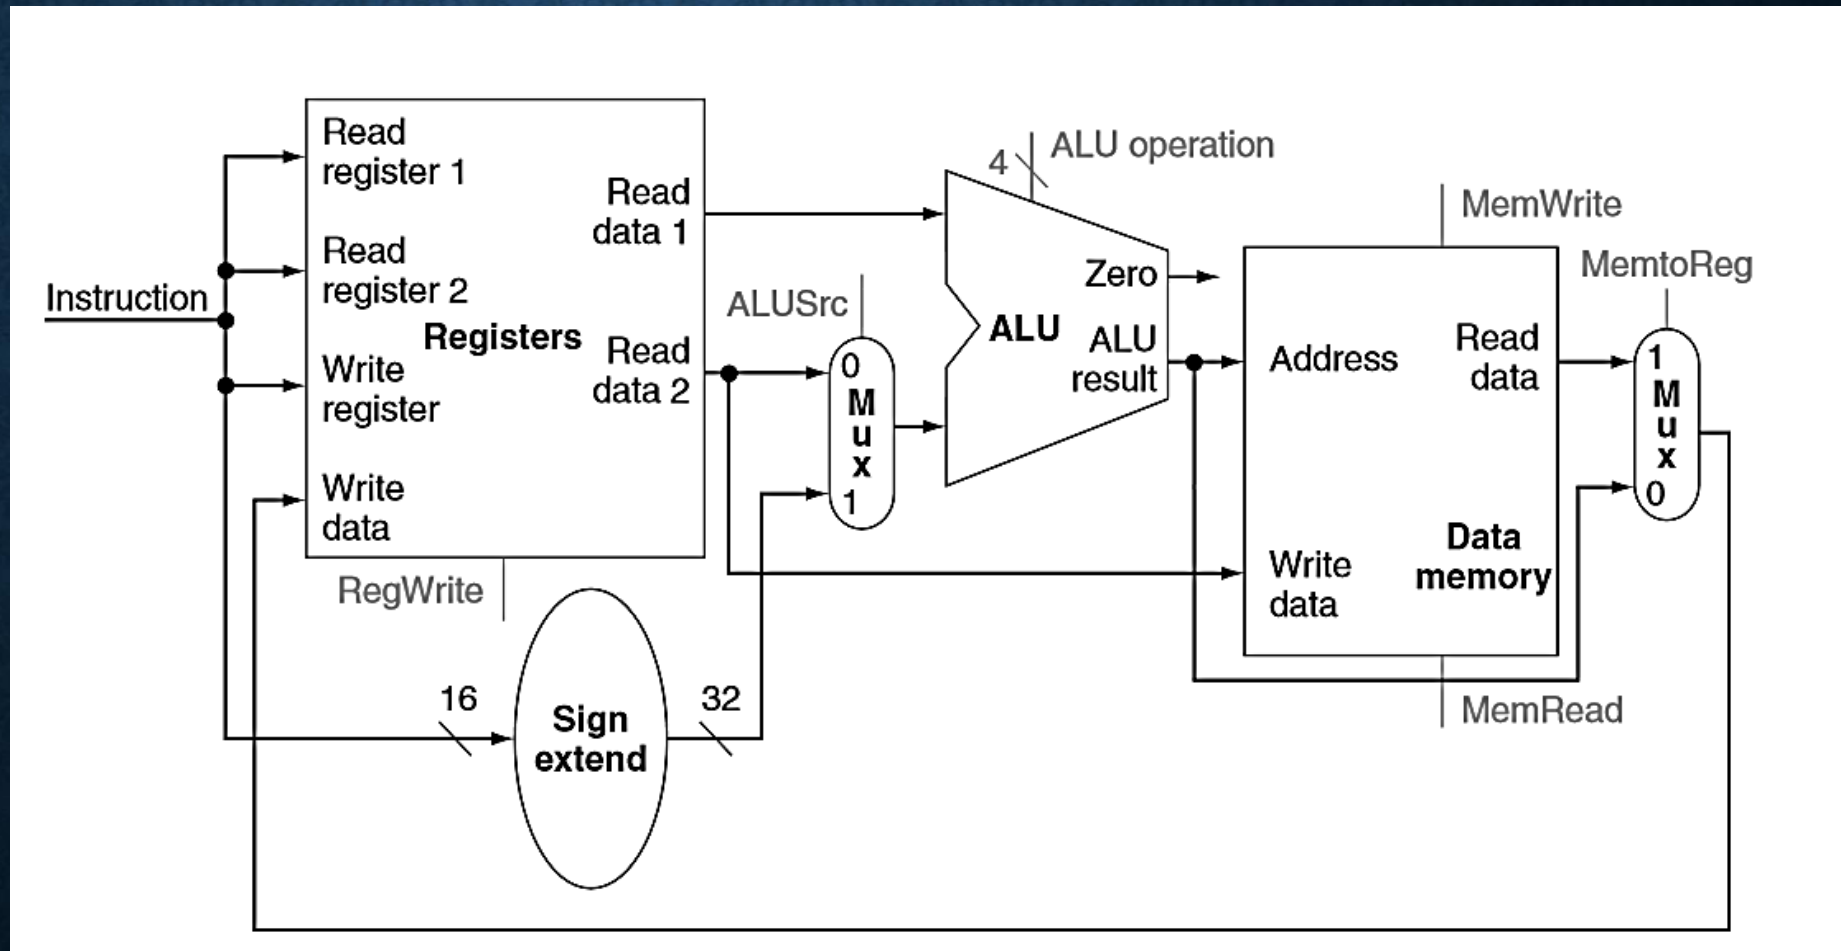 Read
register 1
Read
register 2
Write
register
Write
data
Registers
Read
data 1
Read
data 2
Instruction
RegWrite
16
Sign
extend
32
ALUSrc
0
M
u
x
1
4
ALU operation
ALU
Zero
ALU
result
MemWrite
Address
Read
data
Write
data
Data
memory
MemRead
MemtoReg
1
M
u
x
0